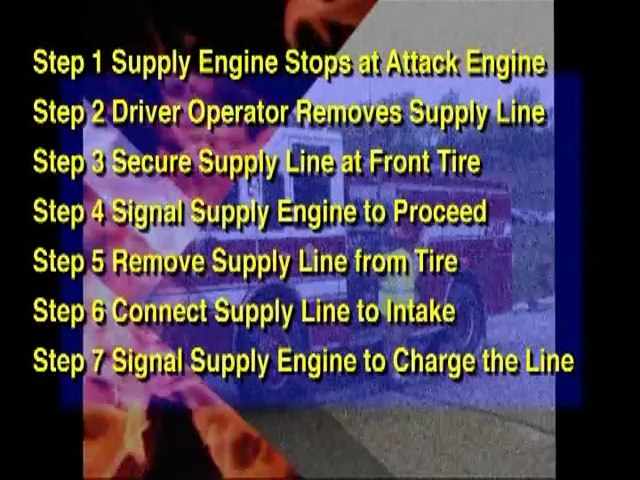 Step 1 Supply Engine Stops at Attack Engine
Step 2 Driver Operator Removes Supply Line
Step 3 Secure Supply Line at Front Tire
Step 4 Signal Supply Engine to Proceed
Step 5 Remove Supply Line from Tire
Step 6 Connect Supply Line to Intake
Step 7 Signal Supply Engine to Charge the Line